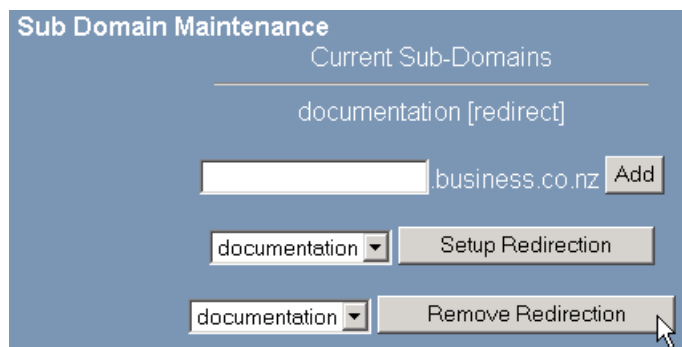 Sub Domain Maintenance
Current Sub-Domains
documentation [redirect]
.business.co.nz Add
documentation Setup Redirection
documentation Remove Redirection